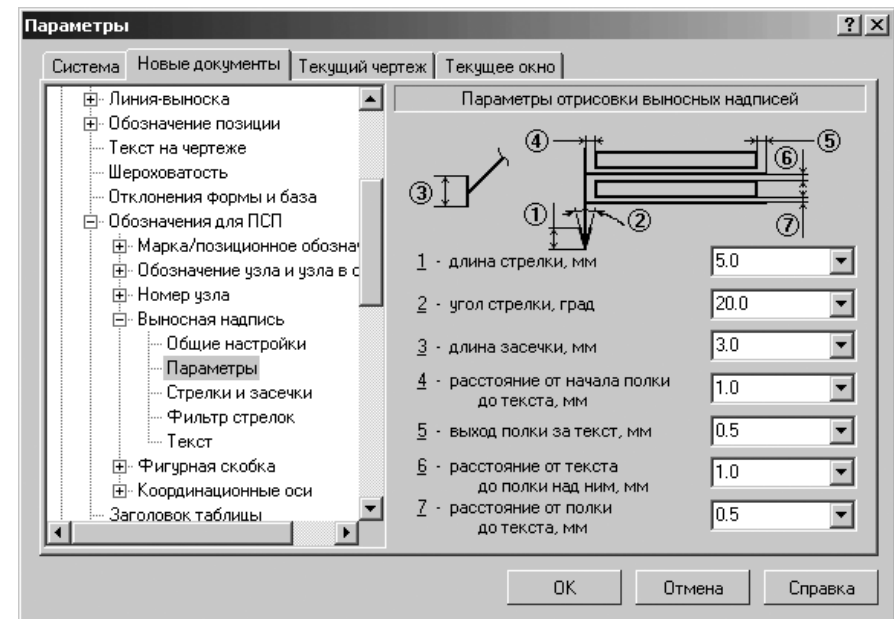 Параметры
Система
Новые документы
Текущий чертеж
Текущее окно
Линия-выноска
Обозначение позиции
Текст на чертеже
Шероховатость
Отклонения формы и база
Обозначения для ПСП
Марка/позиционное обознач
Обозначение узла и узла в с
Номер узла
Выносная надпись
Общие настройки
Параметры
Стрелки и засечки
Фильтр стрелок
Текст
Фигурная скобка
Координационные оси
Заголовок таблицы
Параметры отрисовки выносных надписей
4
5
6
3
1
2
7
1 - длина стрелки, мм 5.0
2 - угол стрелки, град 20.0
3 - длина засечки, мм 3.0
4 - расстояние от начала полки
до текста, мм 1.0
5 - выход полки за текст, мм 0.5
6 - расстояние от текста
до полки над ним, мм 1.0
7 - расстояние от полки
до текста, мм 0.5
OK
Отмена
Справка